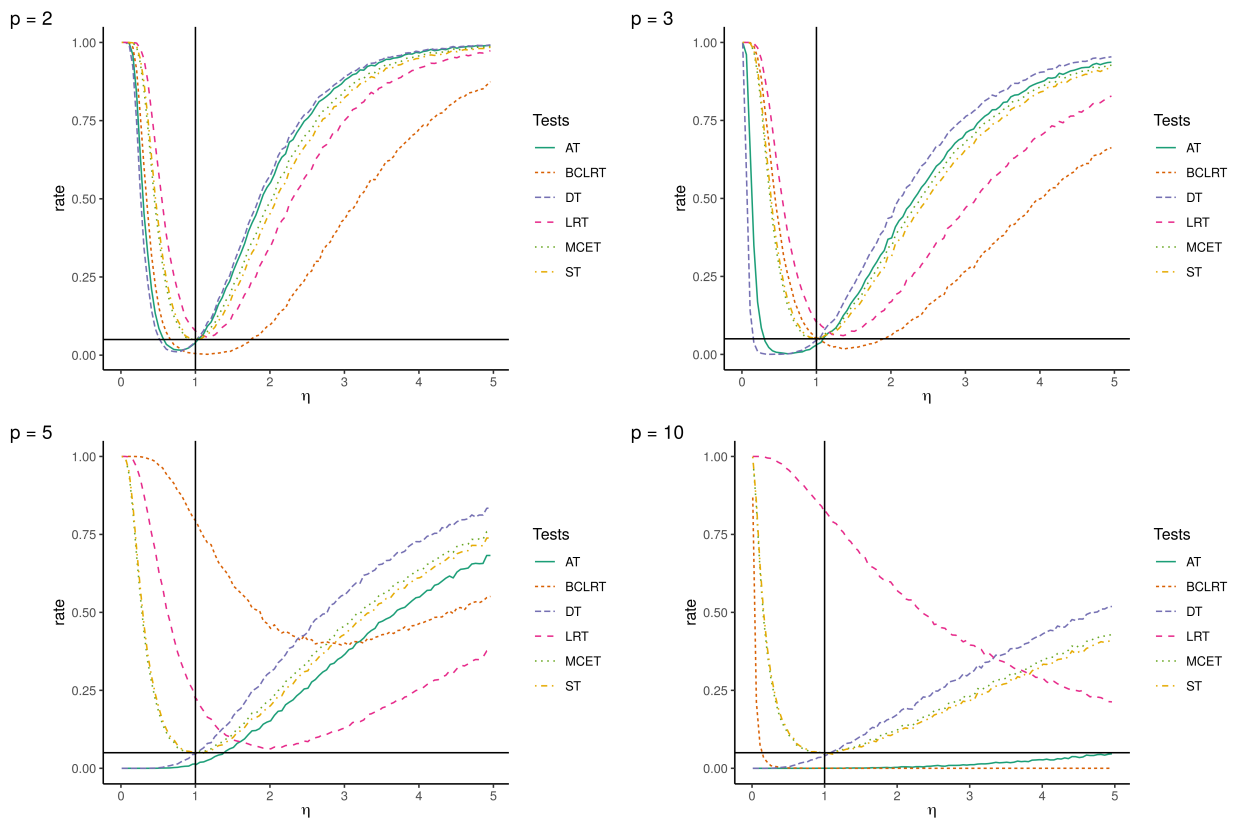 p = 2
1.00
0.75
0.50
0.25
0.00
rate
0 1 2 3 4 5
η
Tests
AT
BCLRT
DT
LRT
MCET
ST
p = 3
1.00
0.75
0.50
0.25
0.00
rate
0 1 2 3 4 5
η
Tests
AT
BCLRT
DT
LRT
MCET
ST
p = 5
1.00
0.75
0.50
0.25
0.00
rate
0 1 2 3 4 5
η
Tests
AT
BCLRT
DT
LRT
MCET
ST
p = 10
1.00
0.75
0.50
0.25
0.00
rate
0 1 2 3 4 5
η
Tests
AT
BCLRT
DT
LRT
MCET
ST